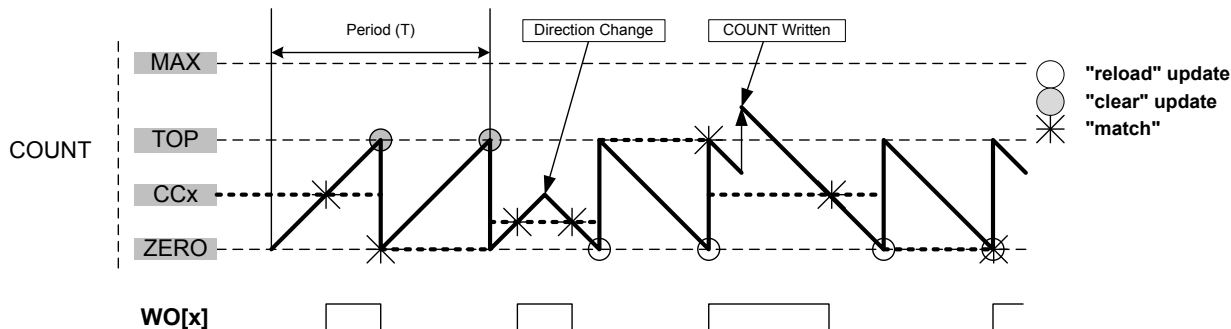 Period (T)
Direction Change
COUNT Written
MAX
"reload" update
"clear" update
TOP
"match"
COUNT
CCx
ZERO
WO[x]